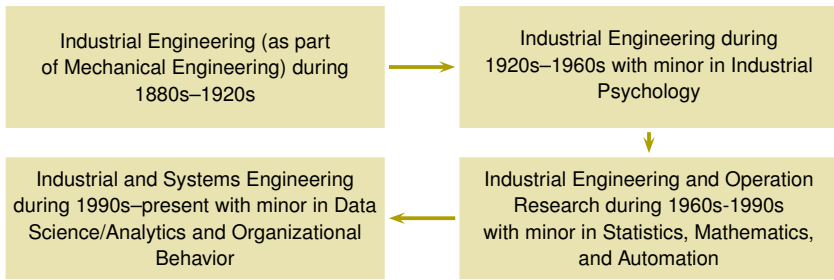 Industrial Engineering (as part
of Mechanical Engineering) during
1880s–1920s
Industrial Engineering during
1920s–1960s with minor in Industrial
Psychology
Industrial Engineering and Operation
Research during 1960s-1990s
with minor in Statistics, Mathematics,
and Automation
Industrial and Systems Engineering
during 1990s–present with minor in Data
Science/Analytics and Organizational
Behavior